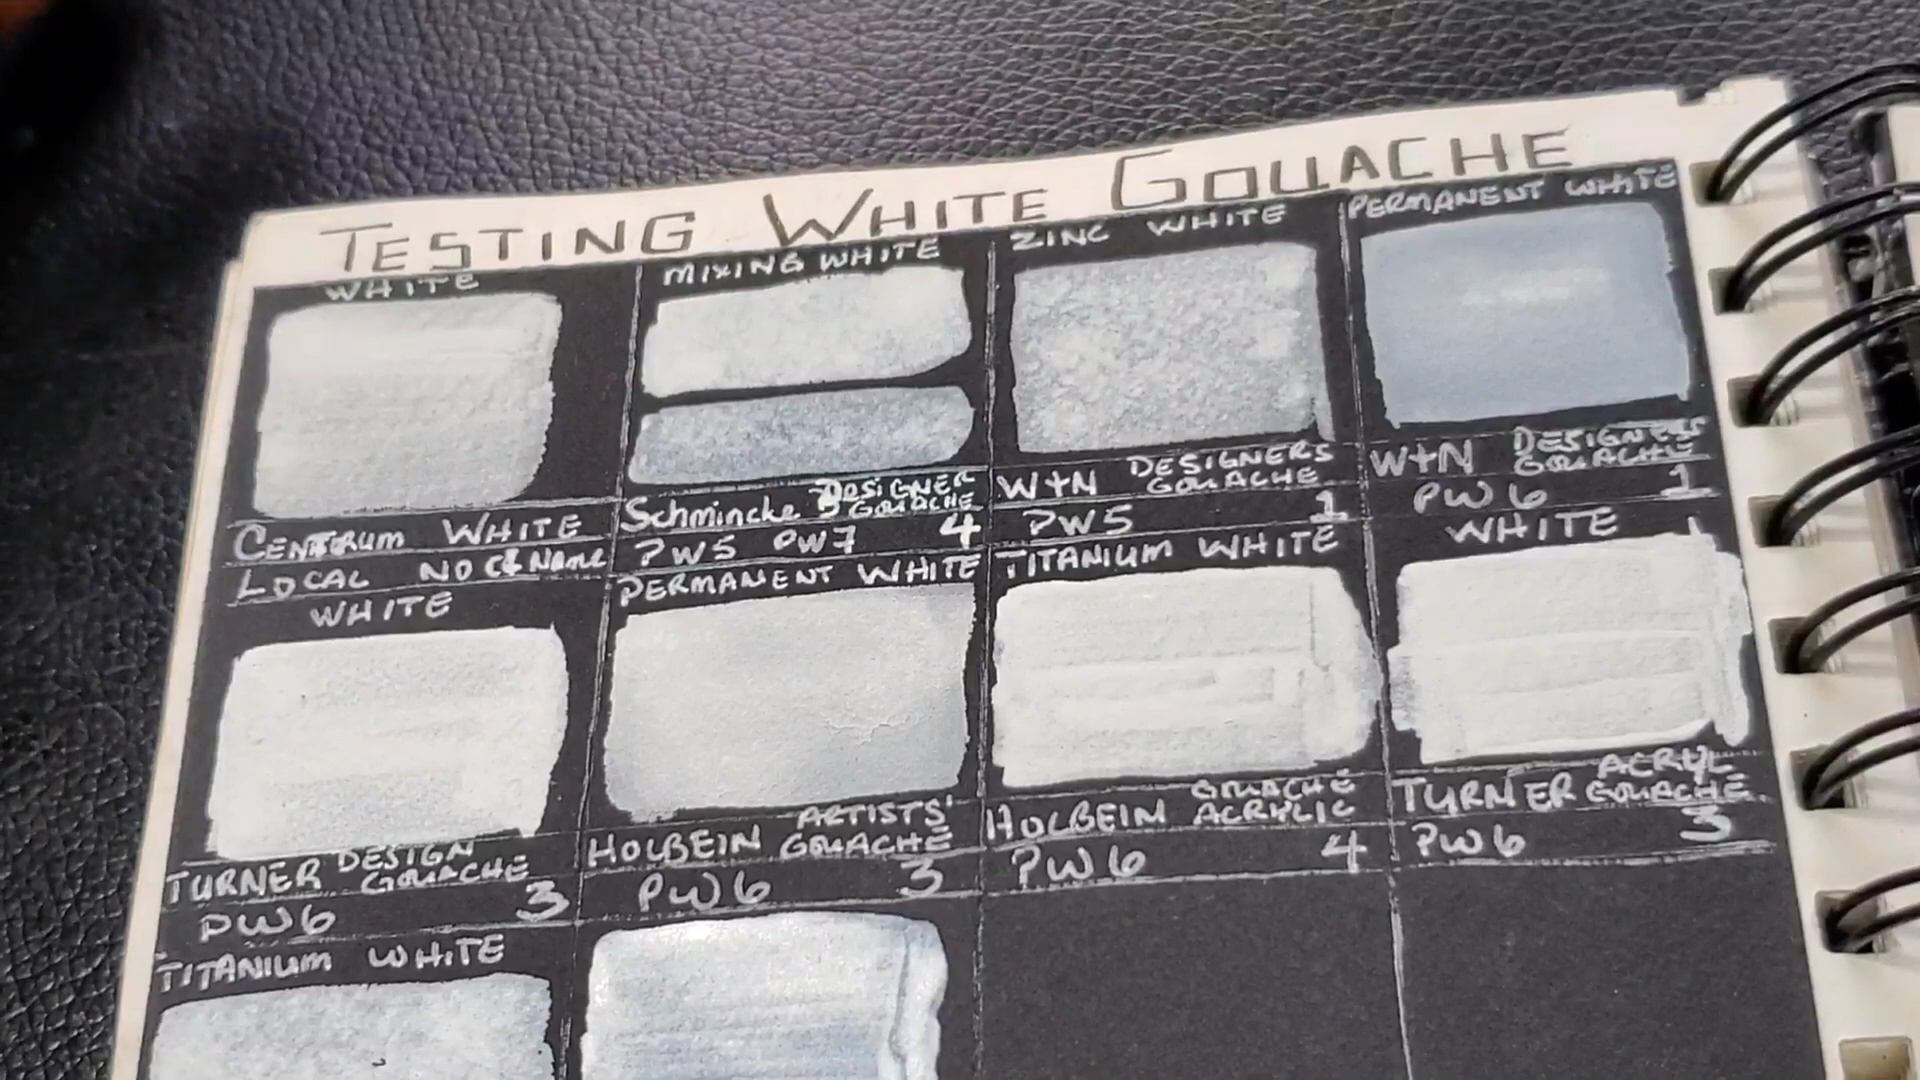 TESTING WHITE GOUACHE
WHITE
CENTRUM WHITE
LOCAL NO CI NAME
MIXING WHITE
Schmincke DESIGNER GOUACHE
PW5 PW7 4
ZINC WHITE
W+N DESIGNERS GOUACHE
PW5 1
PERMANENT WHITE
W+N DESIGNERS GOUACHE
PW6 1
WHITE
TURNER DESIGN GOUACHE
PW6 3
PERMANENT WHITE
HOLBEIN ARTISTS' GOUACHE
PW6 3
TITANIUM WHITE
HOLBEIN GOUACHE ACRYLIC
PW6 4
WHITE
TURNER ACRYL GOUACHE
PW6 3
TITANIUM WHITE